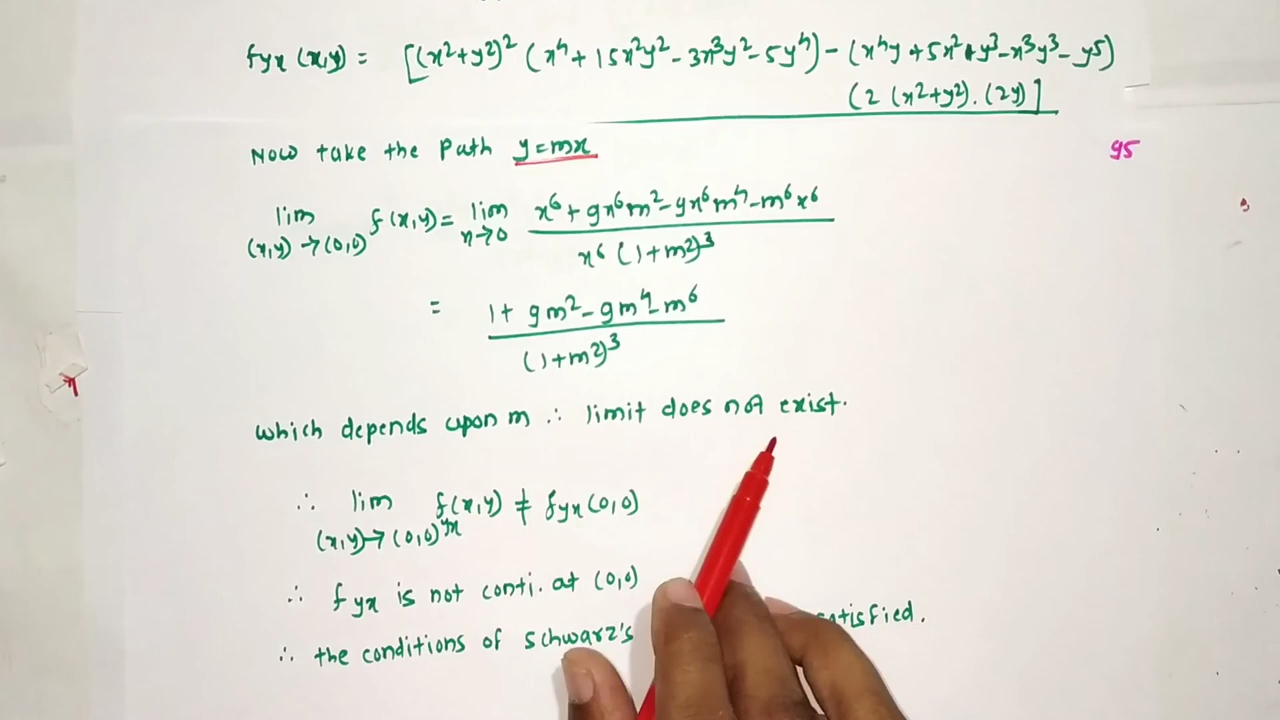 fyx (x,y) = [(x²+y²)² (x⁴+15x²y²-3x³y²-5y⁴) - (x⁴y+5x²+y³-x³y³-y⁵)
(2 (x²+y²).(2y)]
Now take the path y=mx
95
lim (x,y)→(0,0) f(x,y) = lim x→0 x⁶+9x⁶m²-9x⁶m⁴-m⁶x⁶ / x⁶(1+m²)³
= 1+9m²-9m⁴-m⁶ / (1+m²)³
which depends upon m ∴ limit does not exist.
∴ lim (x,y)→(0,0) fyx(x,y) ≠ fyx(0,0)
∴ fyx is not conti. at (0,0)
∴ the conditions of schwarz's satisfied.